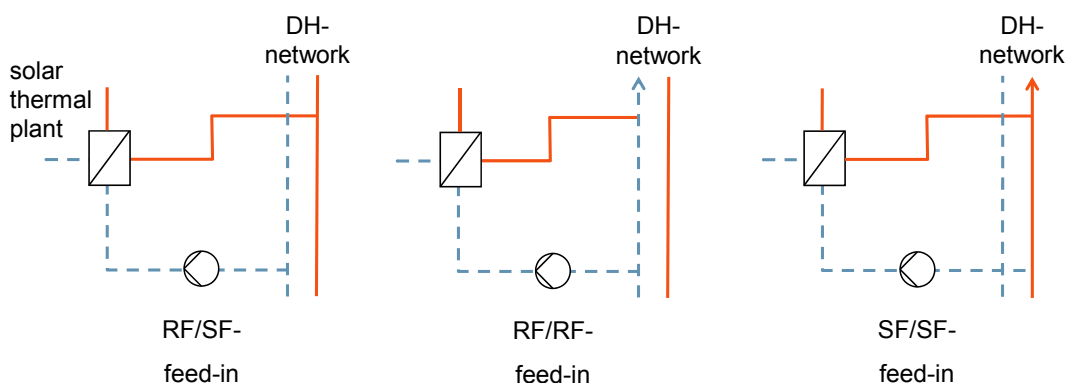 solar
thermal
plant
DH-
network
RF/SF-
feed-in
DH-
network
RF/RF-
feed-in
DH-
network
SF/SF-
feed-in